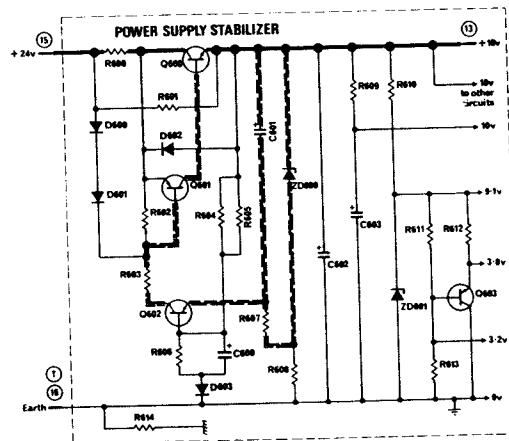 POWER SUPPLY STABILIZER
15
13
+ 24v
+ 18v
R600
Q600
R601
R609
R610
18v
to other
circuits
D600
D602
C601
10v
ZD600
Q601
D601
R602
R604
R605
9·1v
C603
R611
R612
C602
R603
3·8v
Q602
R607
ZD601
Q603
R606
C600
3·2v
R608
R613
T
16
D603
Earth
0v
R614